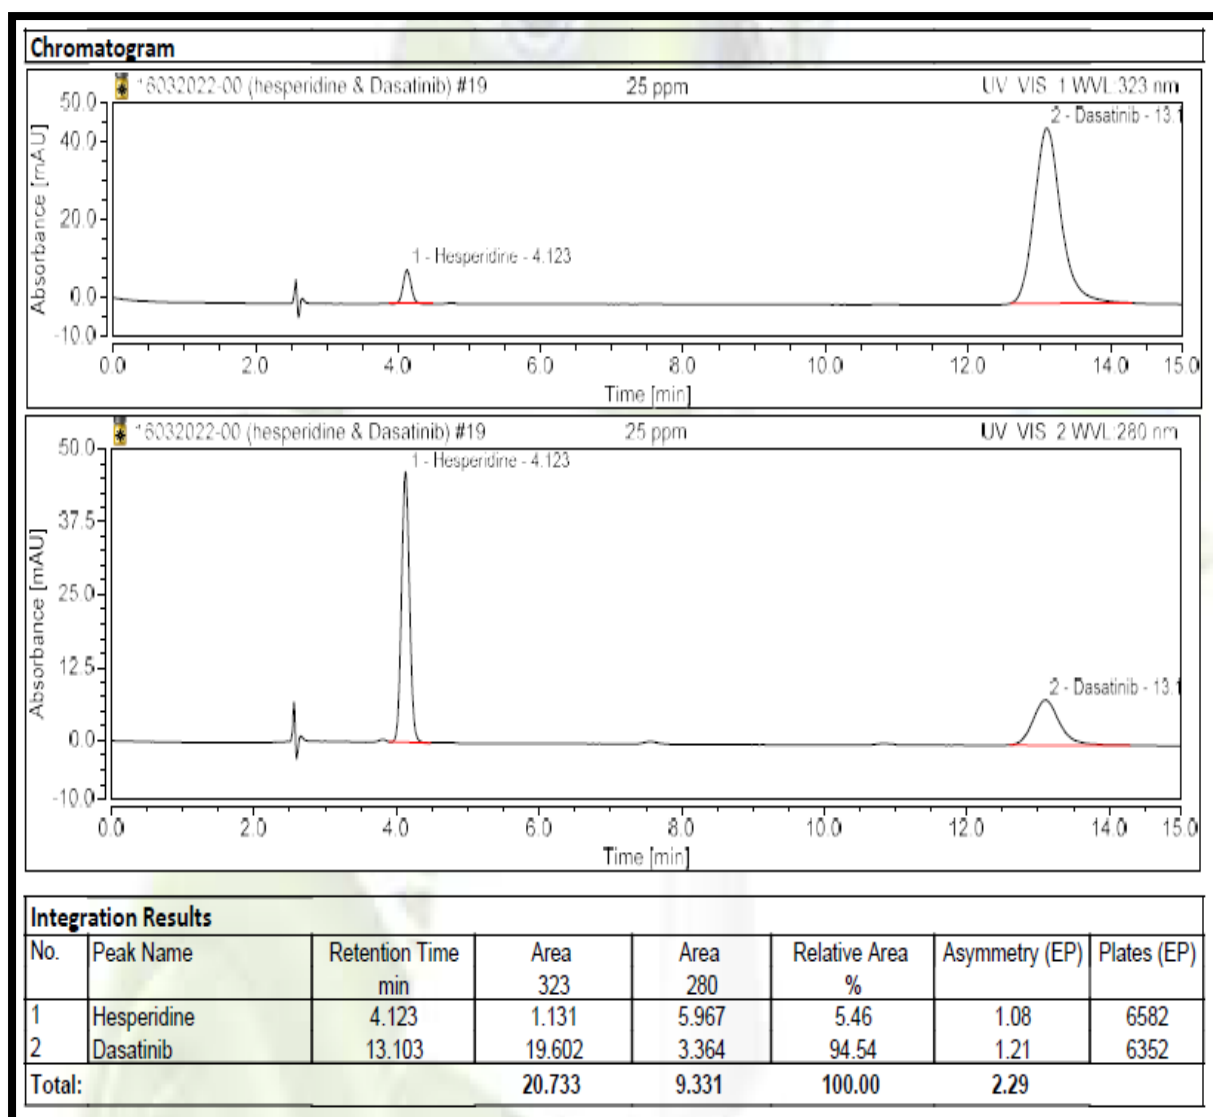 Chromatogram
16032022-00 (hesperidine & Dasatinib) #19 25 ppm UV_VIS_1 WVL:323 nm
Absorbance [mAU]
50.0
40.0
20.0
0.0
-10.0
2 - Dasatinib - 13.1
1 - Hesperidine - 4.123
0.0 2.0 4.0 6.0 8.0 10.0 12.0 14.0 15.0
Time [min]
16032022-00 (hesperidine & Dasatinib) #19 25 ppm UV_VIS_2 WVL:280 nm
Absorbance [mAU]
50.0
37.5
25.0
12.5
0.0
-10.0
1 - Hesperidine - 4.123
2 - Dasatinib - 13.1
0.0 2.0 4.0 6.0 8.0 10.0 12.0 14.0 15.0
Time [min]
Integration Results
No. Peak Name Retention Time Area Area Relative Area Asymmetry (EP) Plates (EP)
min 323 280 %
1 Hesperidine 4.123 1.131 5.967 5.46 1.08 6582
2 Dasatinib 13.103 19.602 3.364 94.54 1.21 6352
Total: 20.733 9.331 100.00 2.29